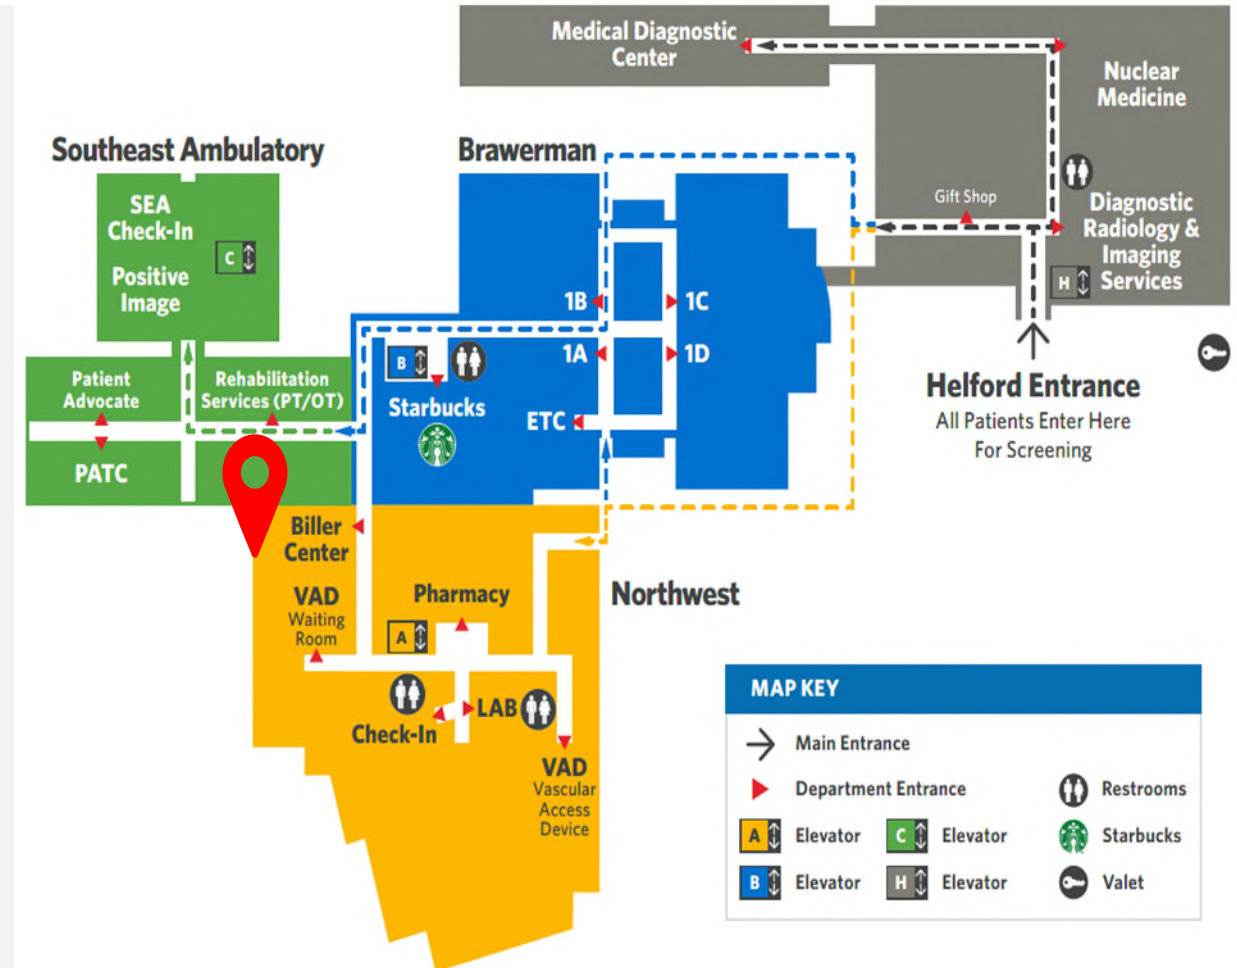 Medical Diagnostic
Center
Nuclear
Medicine
Southeast Ambulatory
Brawerman
SEA
Check-In
C
Positive
Image
Gift Shop
Diagnostic
Radiology &
Imaging
Services
H
1B
1C
1A
1D
B
Starbucks
ETC
Patient
Advocate
Rehabilitation
Services (PT/OT)
PATC
Helford Entrance
All Patients Enter Here
For Screening
Biller
Center
VAD
Waiting
Room
Pharmacy
A
Northwest
Check-In
LAB
VAD
Vascular
Access
Device
MAP KEY
Main Entrance
Department Entrance
Restrooms
A Elevator
C Elevator
Starbucks
B Elevator
H Elevator
Valet